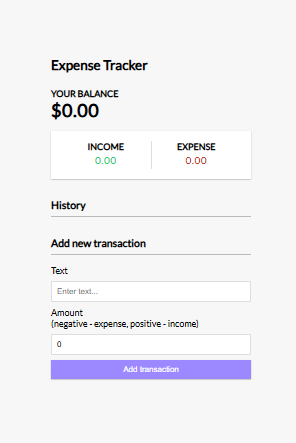 Expense Tracker
YOUR BALANCE
$0.00
INCOME EXPENSE
0.00 0.00
History
Add new transaction
Text
Enter text...
Amount
(negative - expense, positive - income)
0
Add transaction